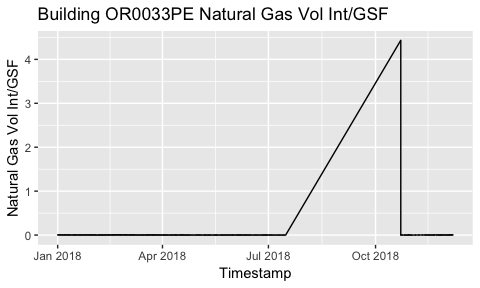 Building OR0033PE Natural Gas Vol Int/GSF
Natural Gas Vol Int/GSF
4
3
2
1
0
Jan 2018 Apr 2018 Jul 2018 Oct 2018
Timestamp